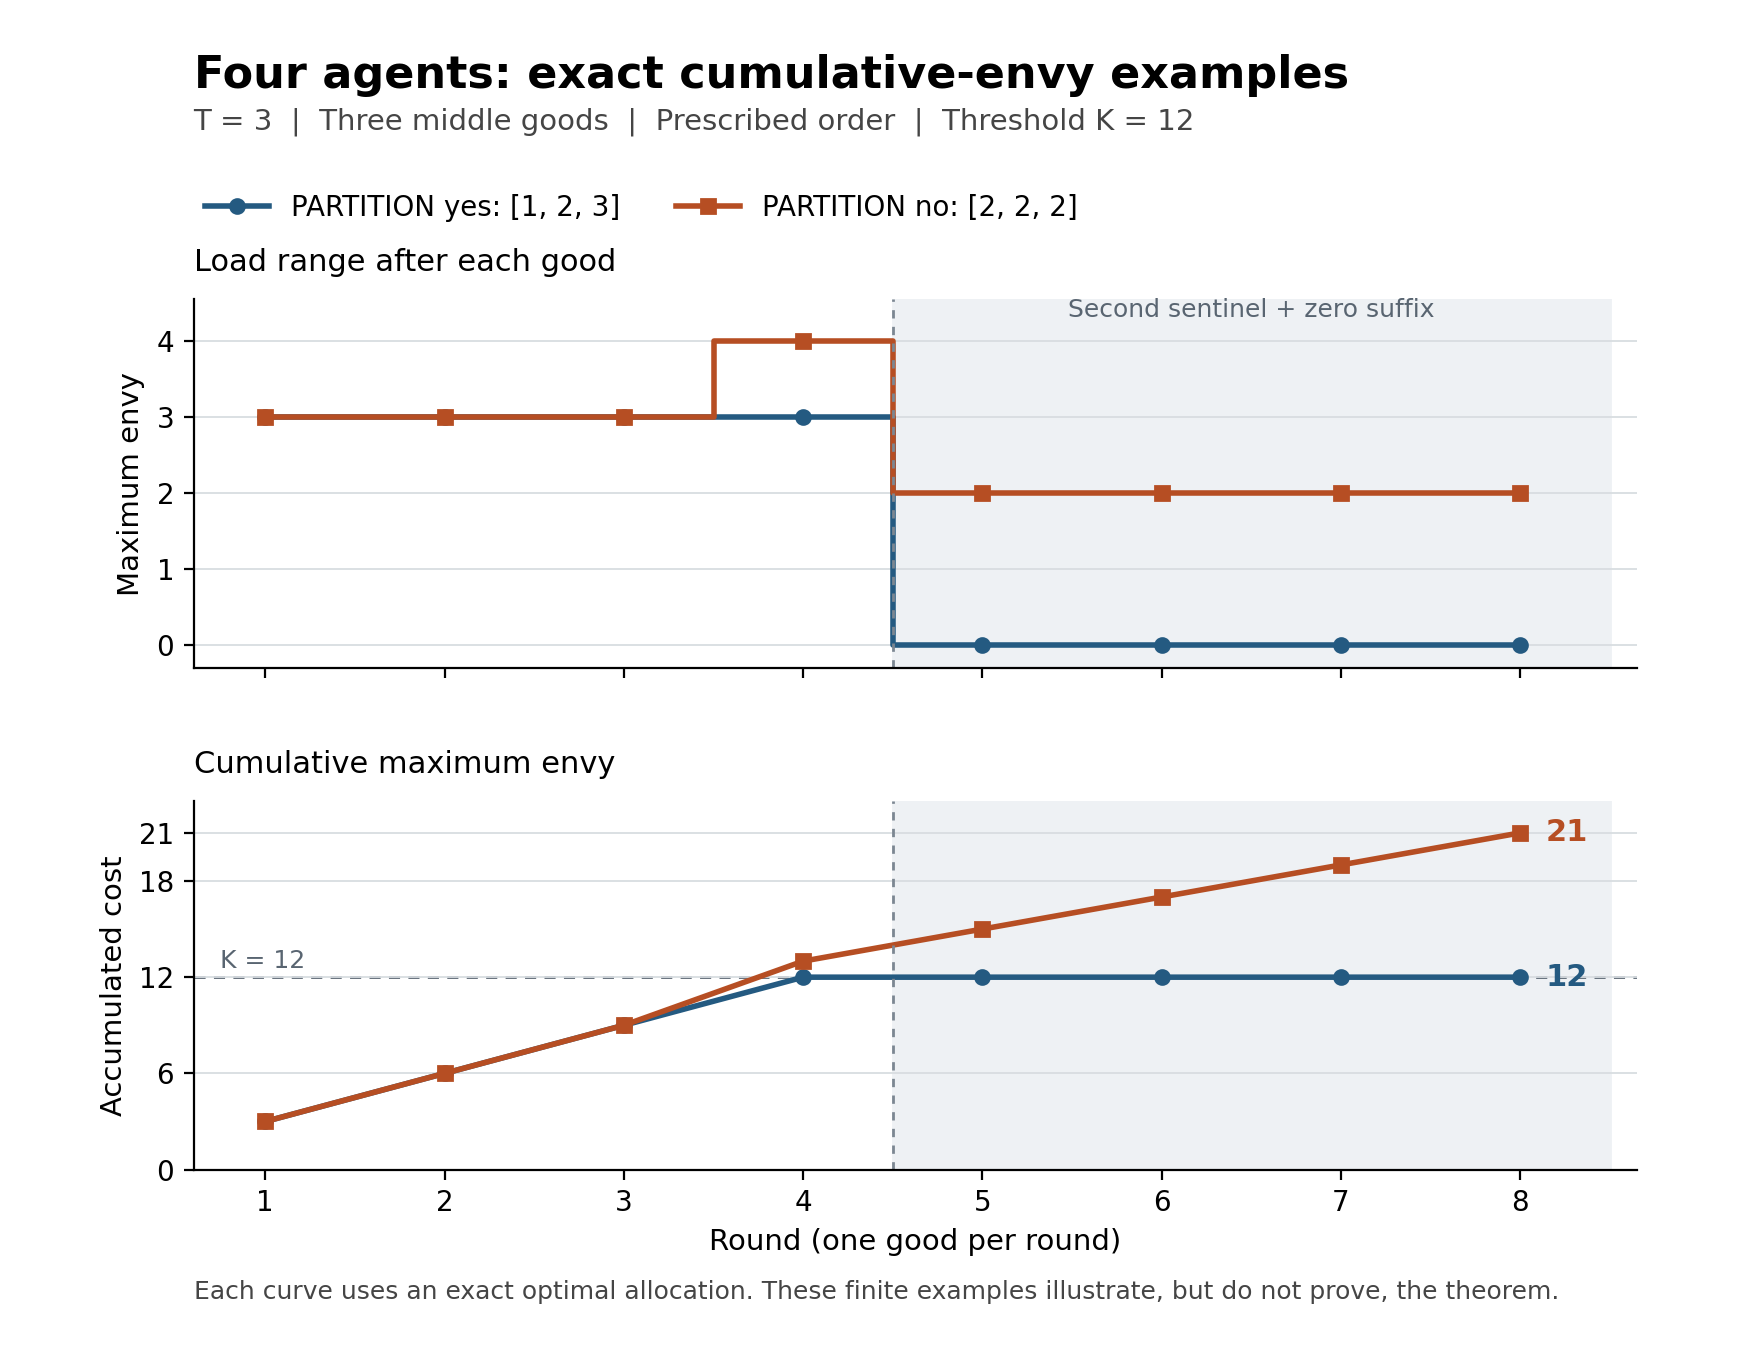 Four agents: exact cumulative-envy examples
T = 3 | Three middle goods | Prescribed order | Threshold K = 12
PARTITION yes: [1, 2, 3]
PARTITION no: [2, 2, 2]
Load range after each good
Second sentinel + zero suffix
Maximum envy
4
3
2
1
0
Cumulative maximum envy
Accumulated cost
21
18
12
6
0
K = 12
21
12
1 2 3 4 5 6 7 8
Round (one good per round)
Each curve uses an exact optimal allocation. These finite examples illustrate, but do not prove, the theorem.